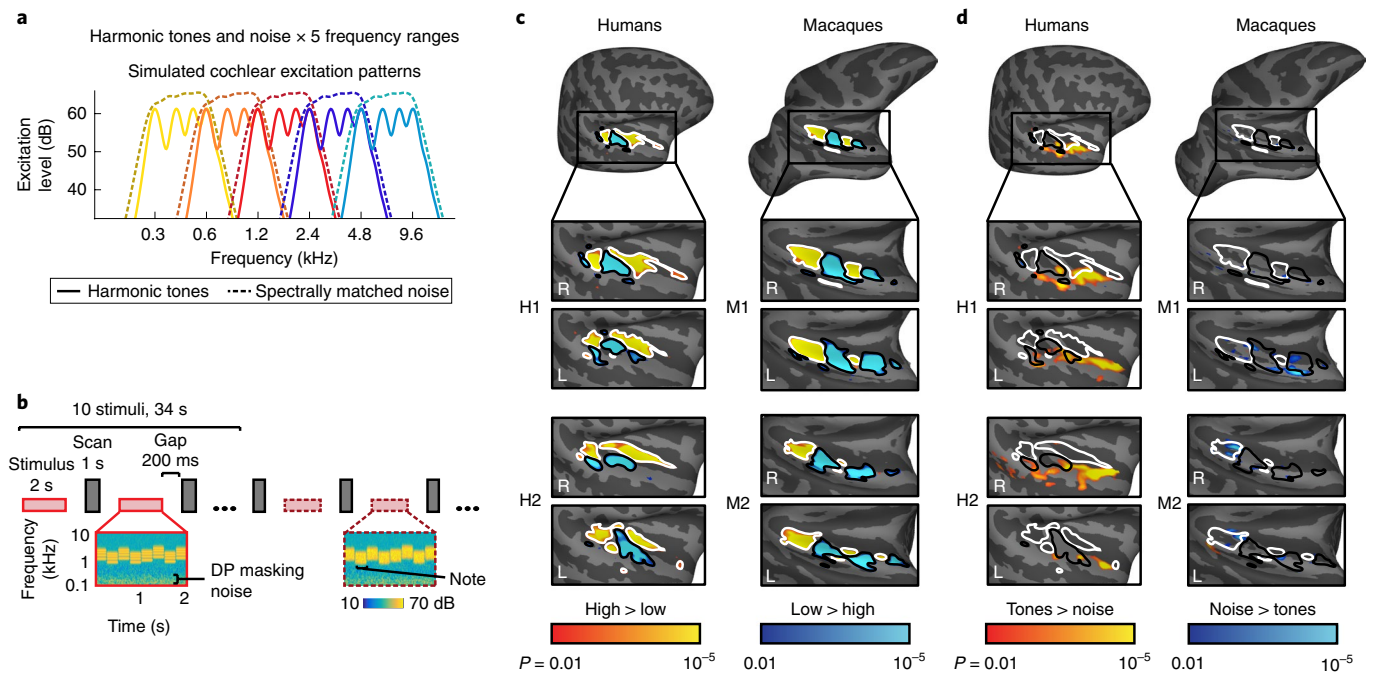 a
Harmonic tones and noise × 5 frequency ranges
Simulated cochlear excitation patterns
Excitation
level (dB)
60
50
40
0.3 0.6 1.2 2.4 4.8 9.6
Frequency (kHz)
Harmonic tones Spectrally matched noise
b
10 stimuli, 34 s
Scan
1 s
Gap
200 ms
Stimulus
2 s
Frequency
(kHz)
10
1
0.1
1 2
Time (s)
DP masking
noise
Note
10 70 dB
c
Humans Macaques
H1
R
L
M1
R
L
H2
R
L
M2
R
L
High > low
Low > high
P = 0.01 10⁻⁵
0.01 10⁻⁵
d
Humans Macaques
H1
R
L
M1
R
L
H2
R
L
M2
R
L
Tones > noise
Noise > tones
P = 0.01 10⁻⁵
0.01 10⁻⁵